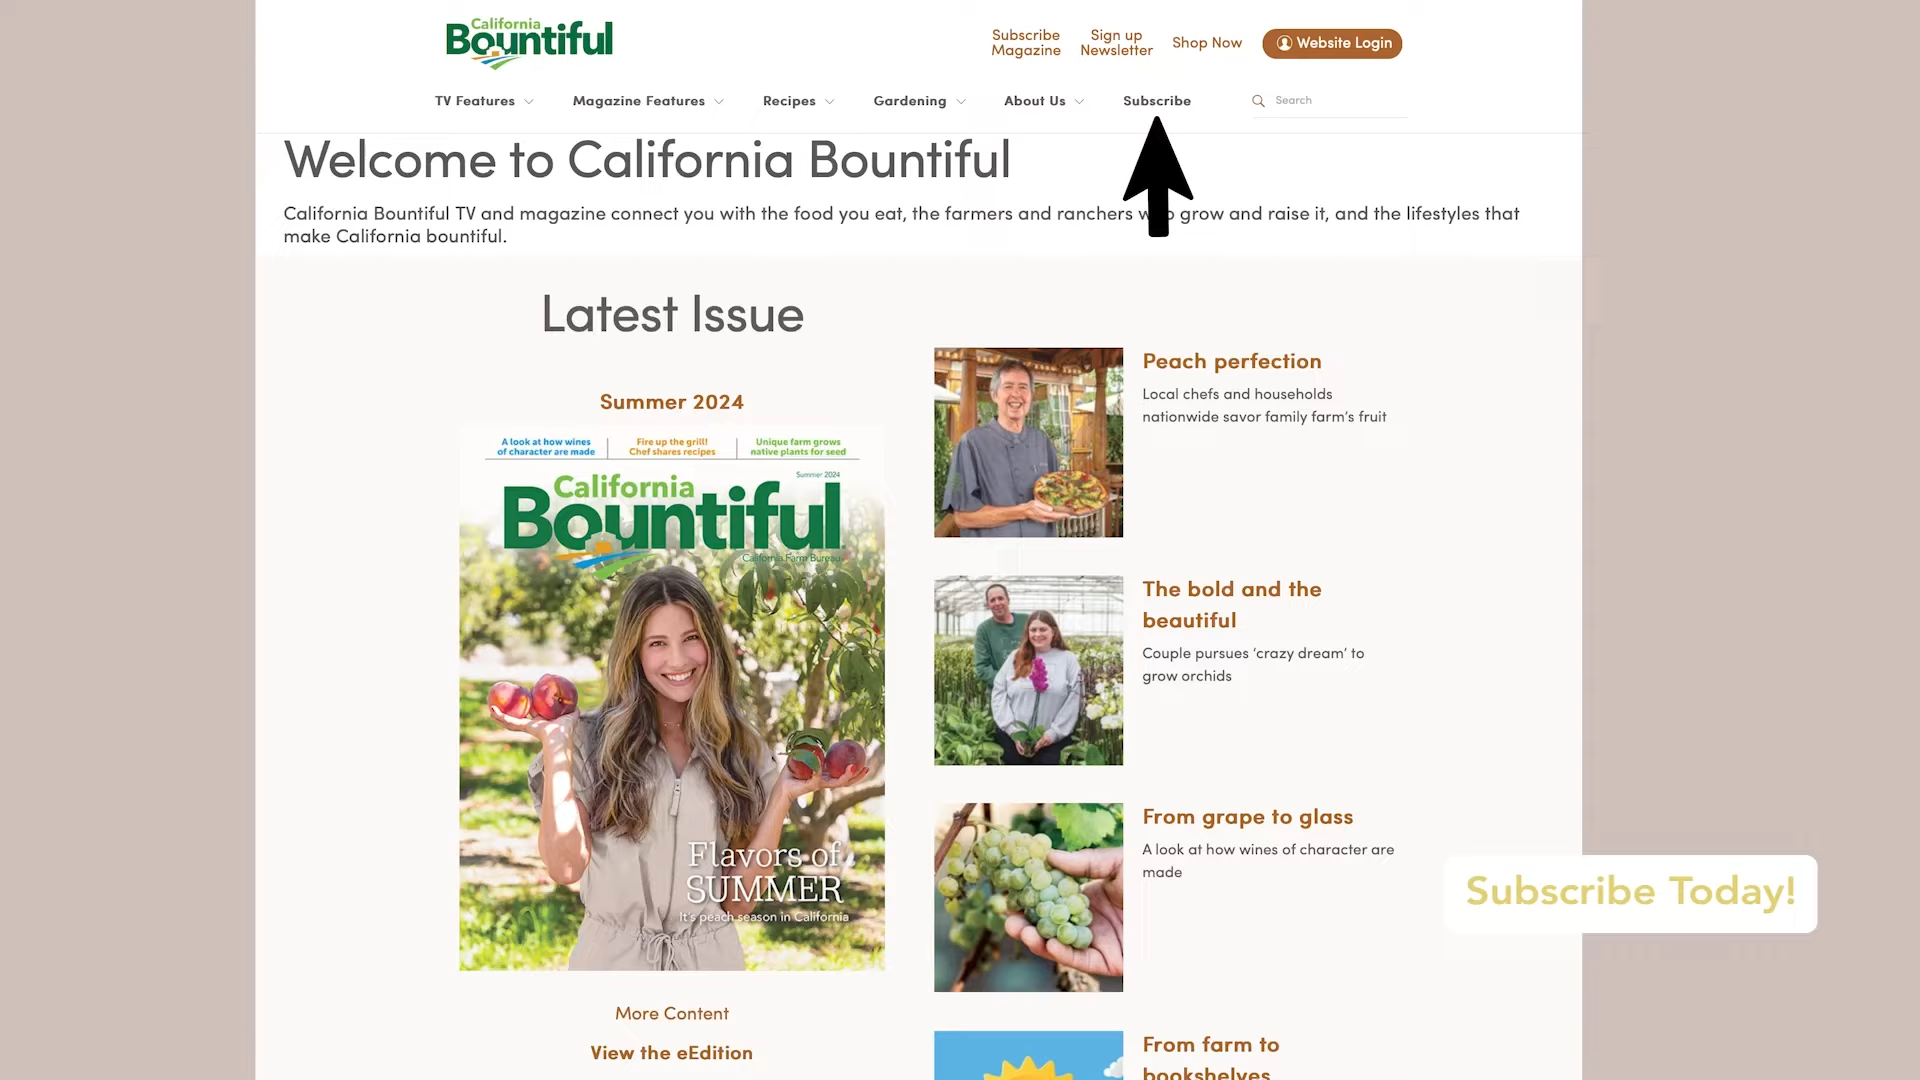 California
Bountiful
Subscribe
Magazine
Sign up
Newsletter
Shop Now
Website Login
TV Features
Magazine Features
Recipes
Gardening
About Us
Subscribe
Search
Welcome to California Bountiful
California Bountiful TV and magazine connect you with the food you eat, the farmers and ranchers who grow and raise it, and the lifestyles that
make California bountiful.
Latest Issue
Summer 2024
A look at how wines
of character are made
Fire up the grill!
Chef shares recipes
Unique farm grows
native plants for seed
Summer 2024
California
Bountiful
California Farm Bureau
Flavors of
SUMMER
It's peach season in California
More Content
View the eEdition
Peach perfection
Local chefs and households
nationwide savor family farm's fruit
The bold and the
beautiful
Couple pursues 'crazy dream' to
grow orchids
From grape to glass
A look at how wines of character are
made
From farm to
bookshelves
Subscribe Today!